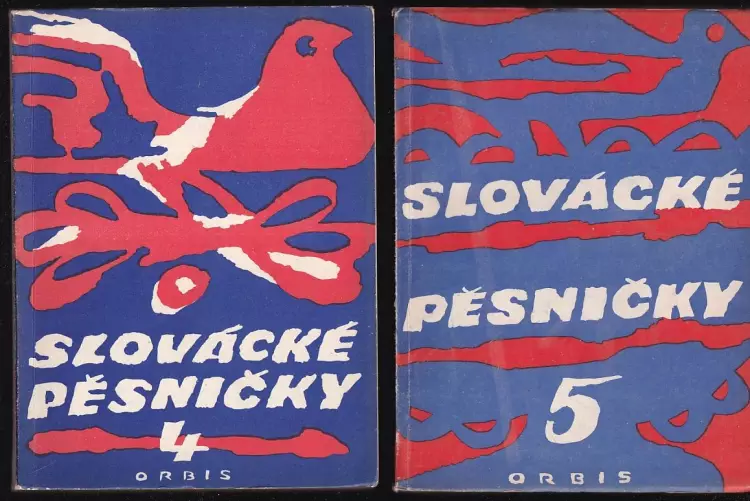 SLOVÁCKÉ
PĚSNIČKY
4
ORBIS
SLOVÁCKÉ
PĚSNIČKY
5
ORBIS